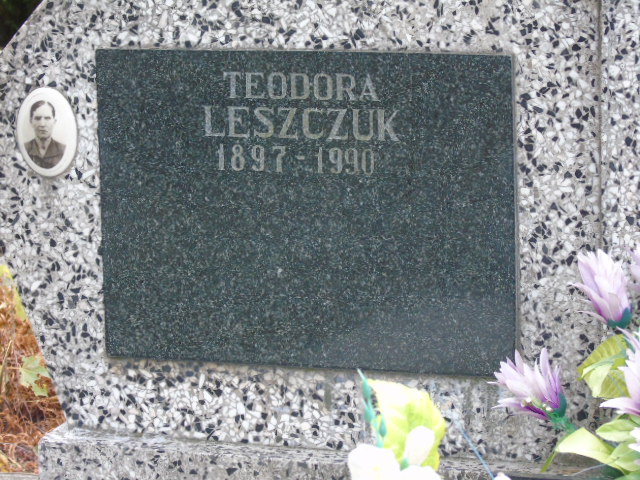 TEODORA
LESZCZUK
1897 - 1990